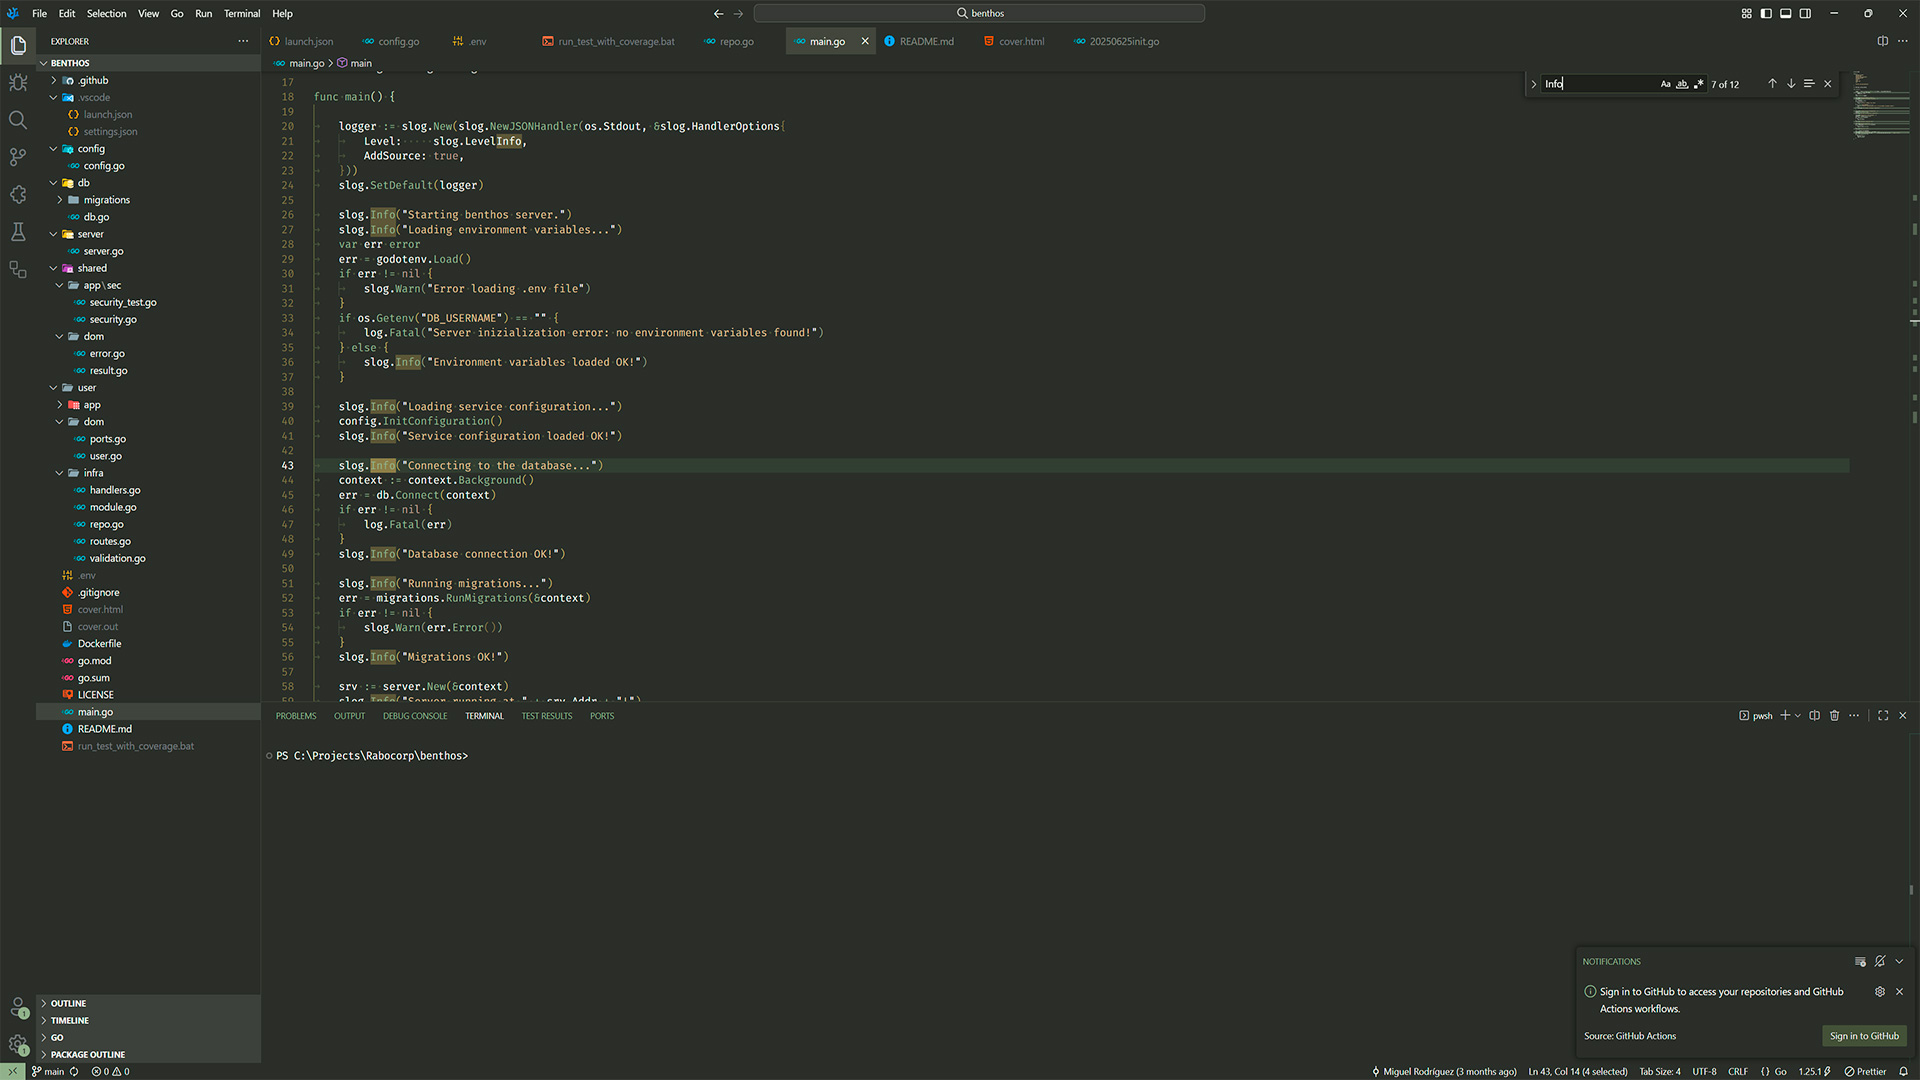 File Edit Selection View Go Run Terminal Help
benthos
EXPLORER
BENTHOS
.github
.vscode
launch.json
settings.json
config
config.go
db
migrations
db.go
server
server.go
shared
app\sec
security_test.go
security.go
dom
error.go
result.go
user
app
dom
ports.go
user.go
infra
handlers.go
module.go
repo.go
routes.go
validation.go
.env
.gitignore
cover.html
cover.out
Dockerfile
go.mod
go.sum
LICENSE
main.go
README.md
run_test_with_coverage.bat
OUTLINE
TIMELINE
GO
PACKAGE OUTLINE
launch.json config.go .env run_test_with_coverage.bat repo.go main.go README.md cover.html 20250625init.go
main.go > main
Info Aa ab 7 of 12
17
18 func main() {
19
20 logger := slog.New(slog.NewJSONHandler(os.Stdout, &slog.HandlerOptions{
21 Level: slog.LevelInfo,
22 AddSource: true,
23 }))
24 slog.SetDefault(logger)
25
26 slog.Info("Starting benthos server.")
27 slog.Info("Loading environment variables...")
28 var err error
29 err = godotenv.Load()
30 if err != nil {
31 slog.Warn("Error loading .env file")
32 }
33 if os.Getenv("DB_USERNAME") == "" {
34 log.Fatal("Server inizialization error: no environment variables found!")
35 } else {
36 slog.Info("Environment variables loaded OK!")
37 }
38
39 slog.Info("Loading service configuration...")
40 config.InitConfiguration()
41 slog.Info("Service configuration loaded OK!")
42
43 slog.Info("Connecting to the database...")
44 context := context.Background()
45 err = db.Connect(context)
46 if err != nil {
47 log.Fatal(err)
48 }
49 slog.Info("Database connection OK!")
50
51 slog.Info("Running migrations...")
52 err = migrations.RunMigrations(&context)
53 if err != nil {
54 slog.Warn(err.Error())
55 }
56 slog.Info("Migrations OK!")
57
58 srv := server.New(&context)
59 slog.Info("Server running at " + srv.Addr + "!")
PROBLEMS OUTPUT DEBUG CONSOLE TERMINAL TEST RESULTS PORTS
pwsh
PS C:\Projects\Rabocorp\benthos>
NOTIFICATIONS
Sign in to GitHub to access your repositories and GitHub
Actions workflows.
Source: GitHub Actions
Sign in to GitHub
1
1
main 0 0
Miguel Rodríguez (3 months ago) Ln 43, Col 14 (4 selected) Tab Size: 4 UTF-8 CRLF {} Go 1.25.1 Prettier